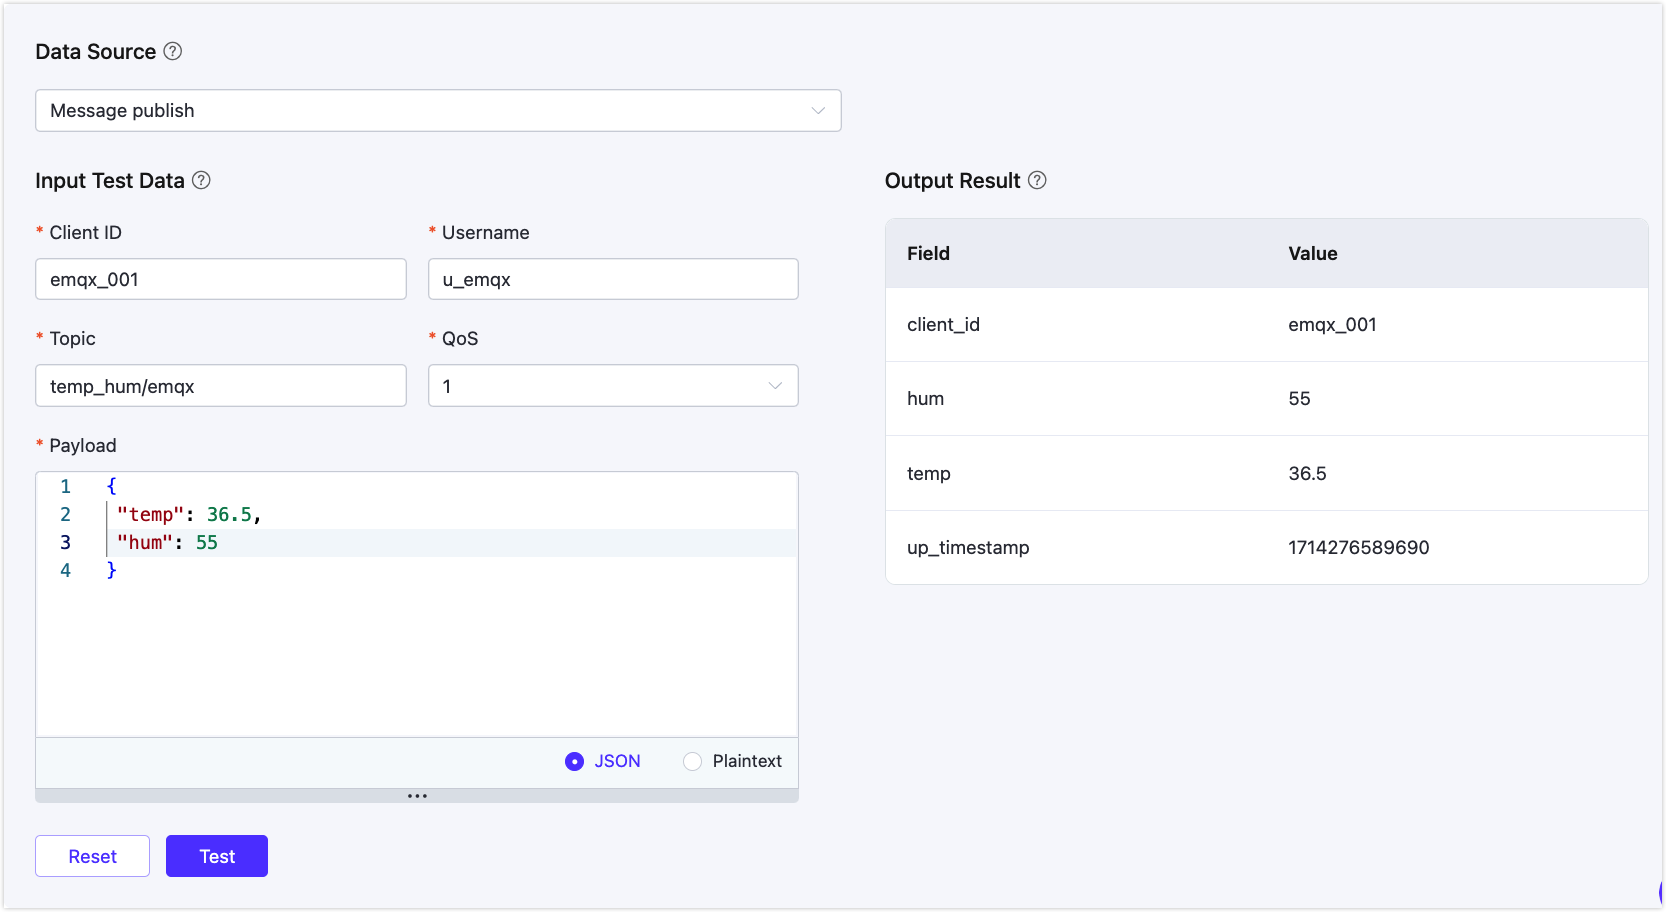 Data Source ?
Message publish
Input Test Data ?
* Client ID
* Username
emqx_001
u_emqx
* Topic
* QoS
temp_hum/emqx
1
* Payload
1 {
2 "temp": 36.5,
3 "hum": 55
4 }
JSON
Plaintext
Reset
Test
Output Result ?
Field Value
client_id emqx_001
hum 55
temp 36.5
up_timestamp 1714276589690